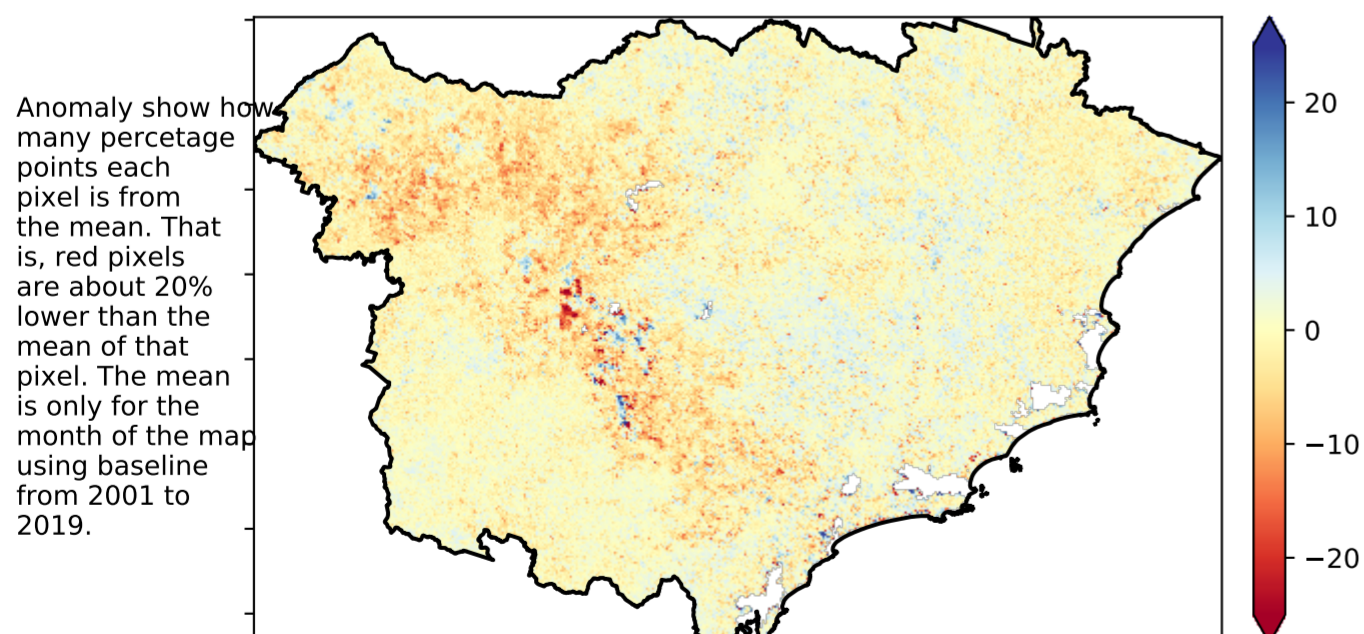 Anomaly show how
many percetage
points each
pixel is from
the mean. That
is, red pixels
are about 20%
lower than the
mean of that
pixel. The mean
is only for the
month of the map
using baseline
from 2001 to
2019.
20
10
0
−10
−20